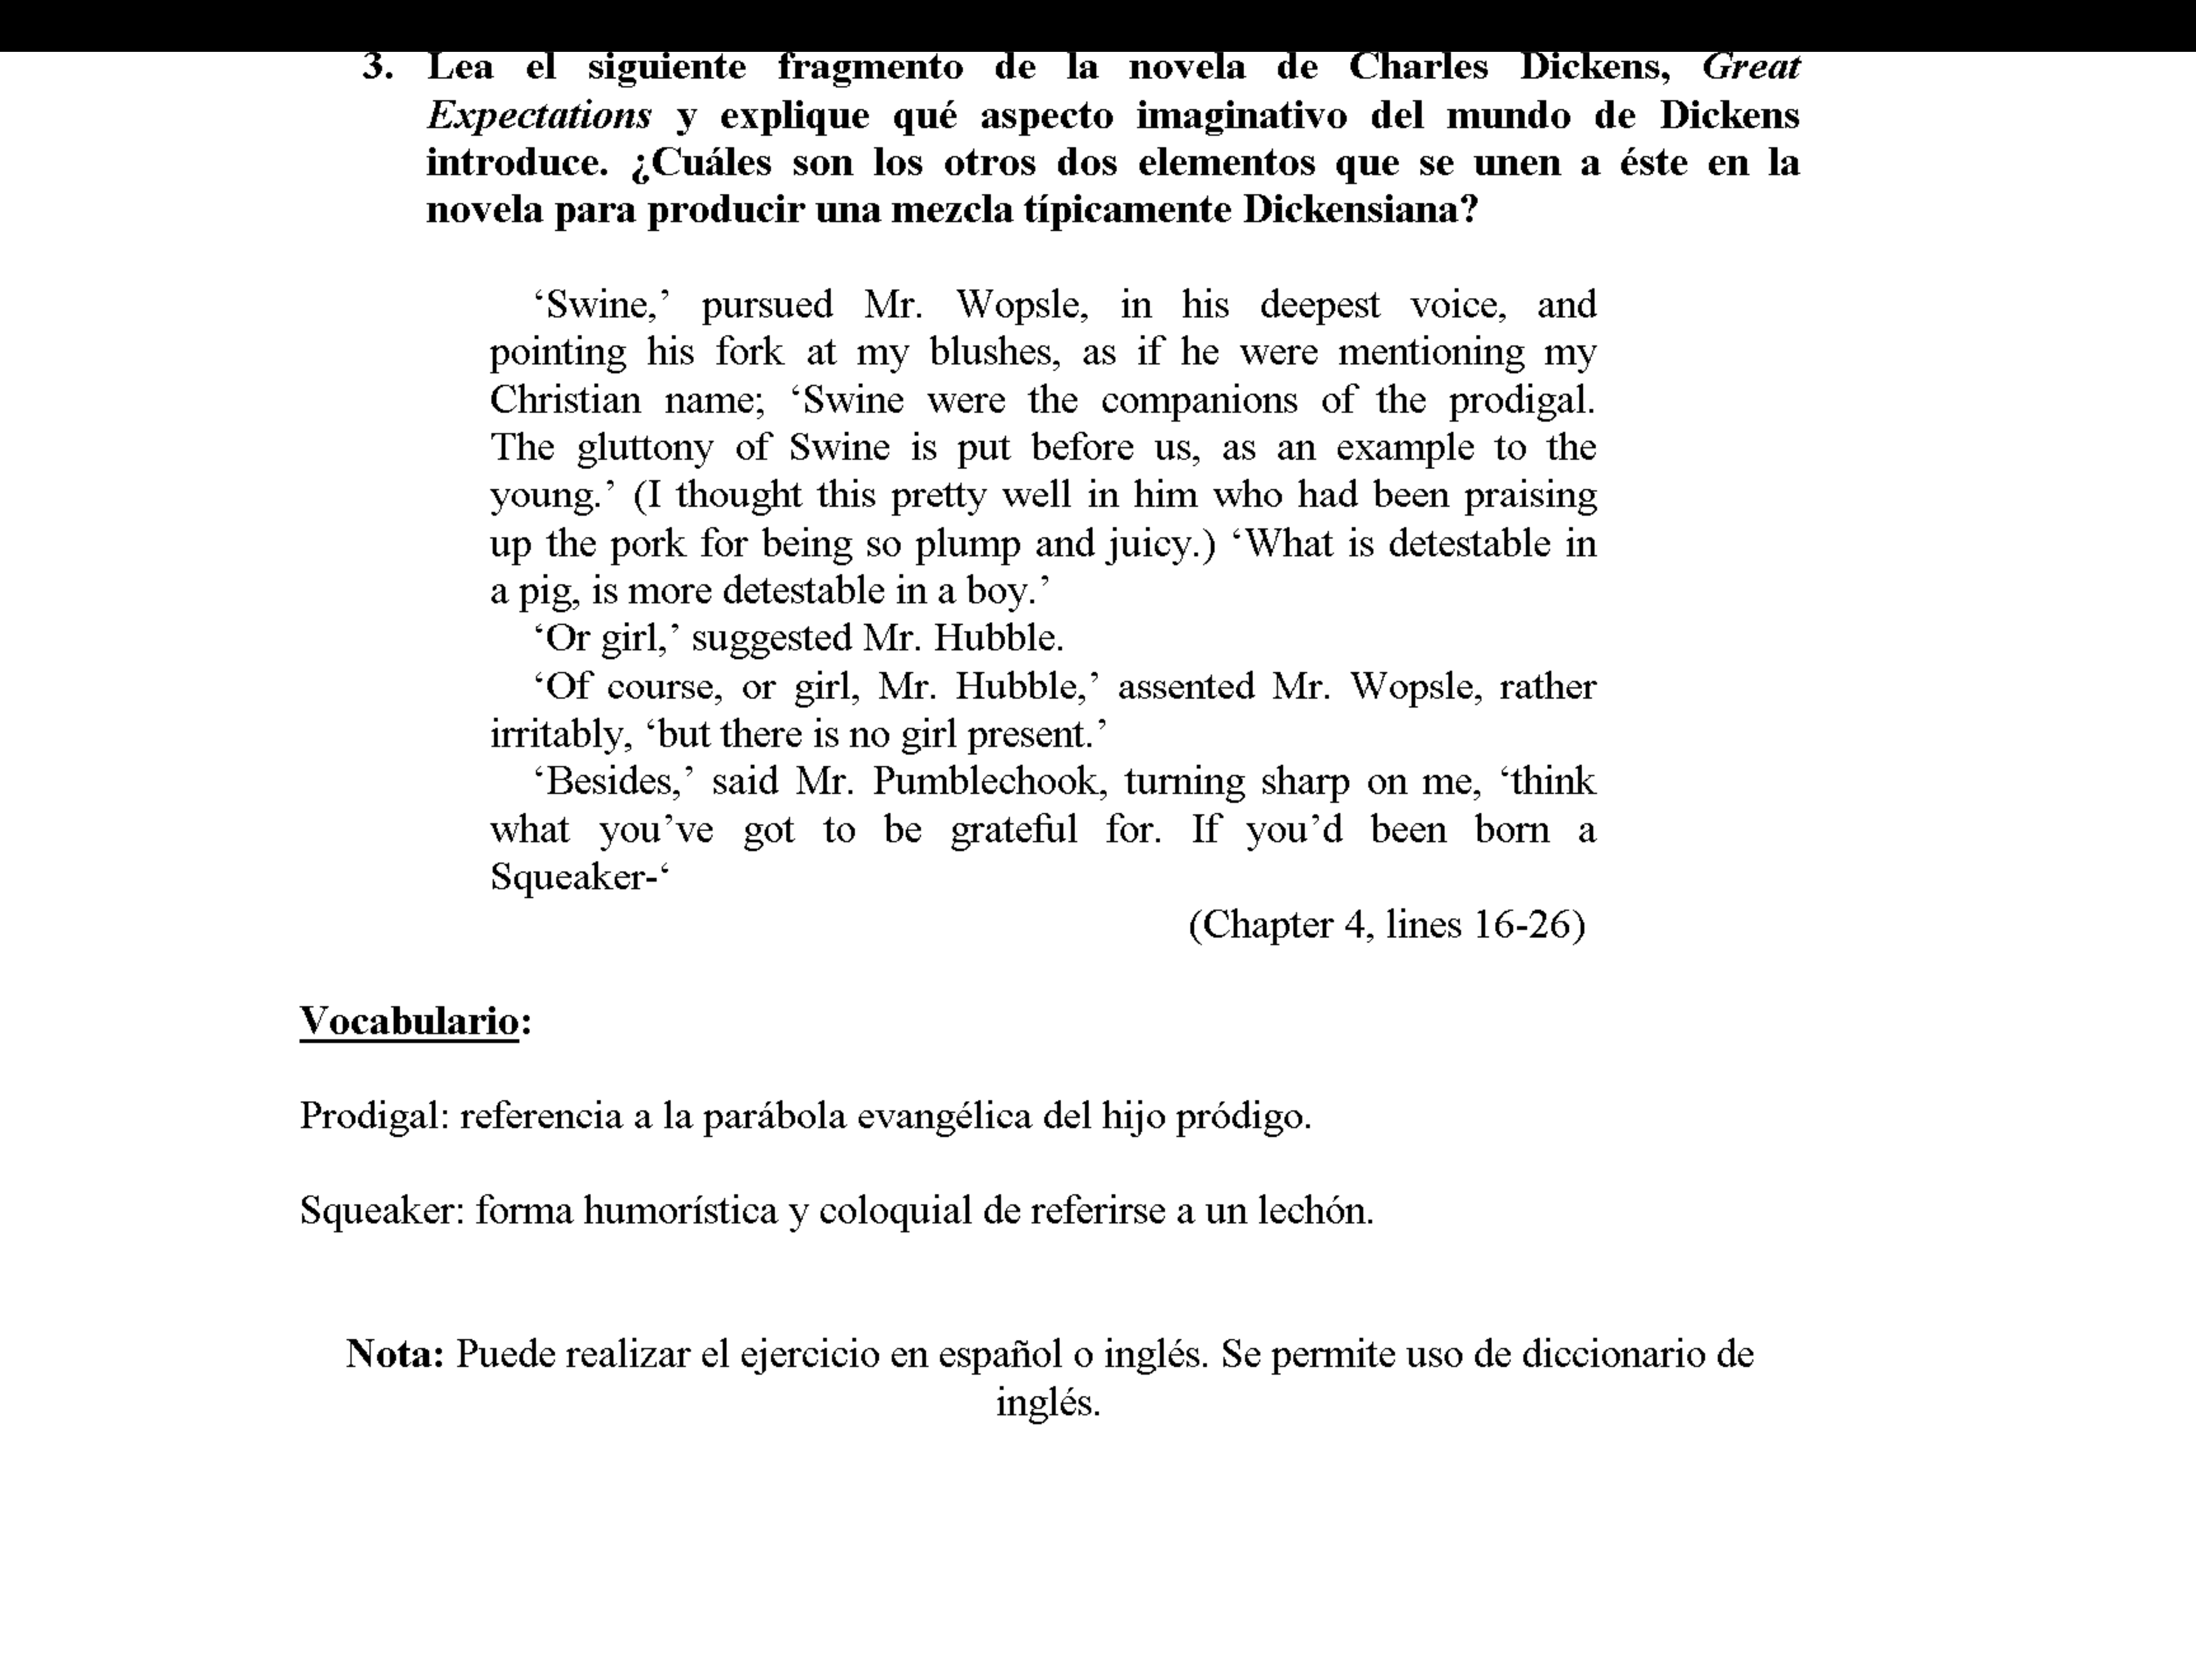 3. Lea el siguiente fragmento de la novela de Charles Dickens, Great
Expectations y explique qué aspecto imaginativo del mundo de Dickens
introduce. ¿Cuáles son los otros dos elementos que se unen a éste en la
novela para producir una mezcla típicamente Dickensiana?
‘Swine,’ pursued Mr. Wopsle, in his deepest voice, and
pointing his fork at my blushes, as if he were mentioning my
Christian name; ‘Swine were the companions of the prodigal.
The gluttony of Swine is put before us, as an example to the
young.’ (I thought this pretty well in him who had been praising
up the pork for being so plump and juicy.) ‘What is detestable in
a pig, is more detestable in a boy.’
‘Or girl,’ suggested Mr. Hubble.
‘Of course, or girl, Mr. Hubble,’ assented Mr. Wopsle, rather
irritably, ‘but there is no girl present.’
‘Besides,’ said Mr. Pumblechook, turning sharp on me, ‘think
what you’ve got to be grateful for. If you’d been born a
Squeaker-‘
(Chapter 4, lines 16-26)
Vocabulario:
Prodigal: referencia a la parábola evangélica del hijo pródigo.
Squeaker: forma humorística y coloquial de referirse a un lechón.
Nota: Puede realizar el ejercicio en español o inglés. Se permite uso de diccionario de
inglés.